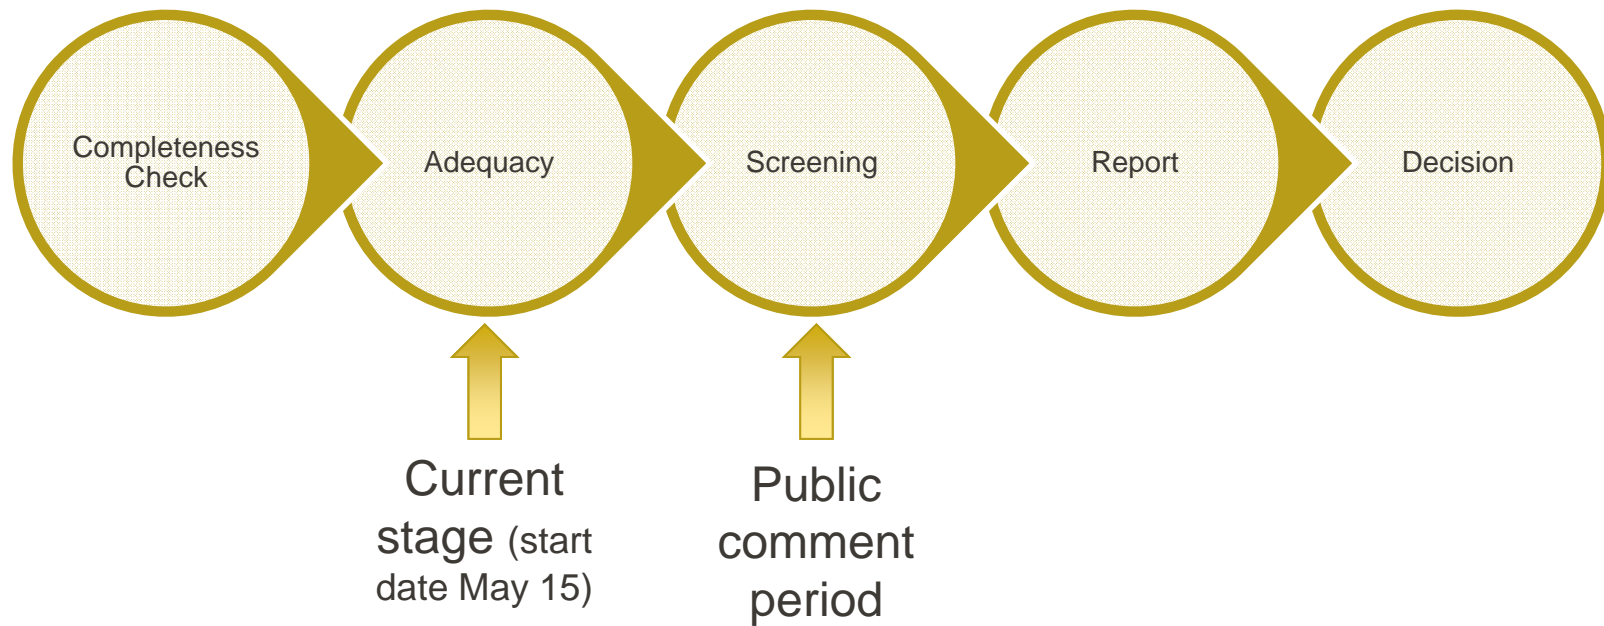 Completeness
Check
Adequacy
Screening
Report
Decision
Current
stage (start
date May 15)
Public
comment
period